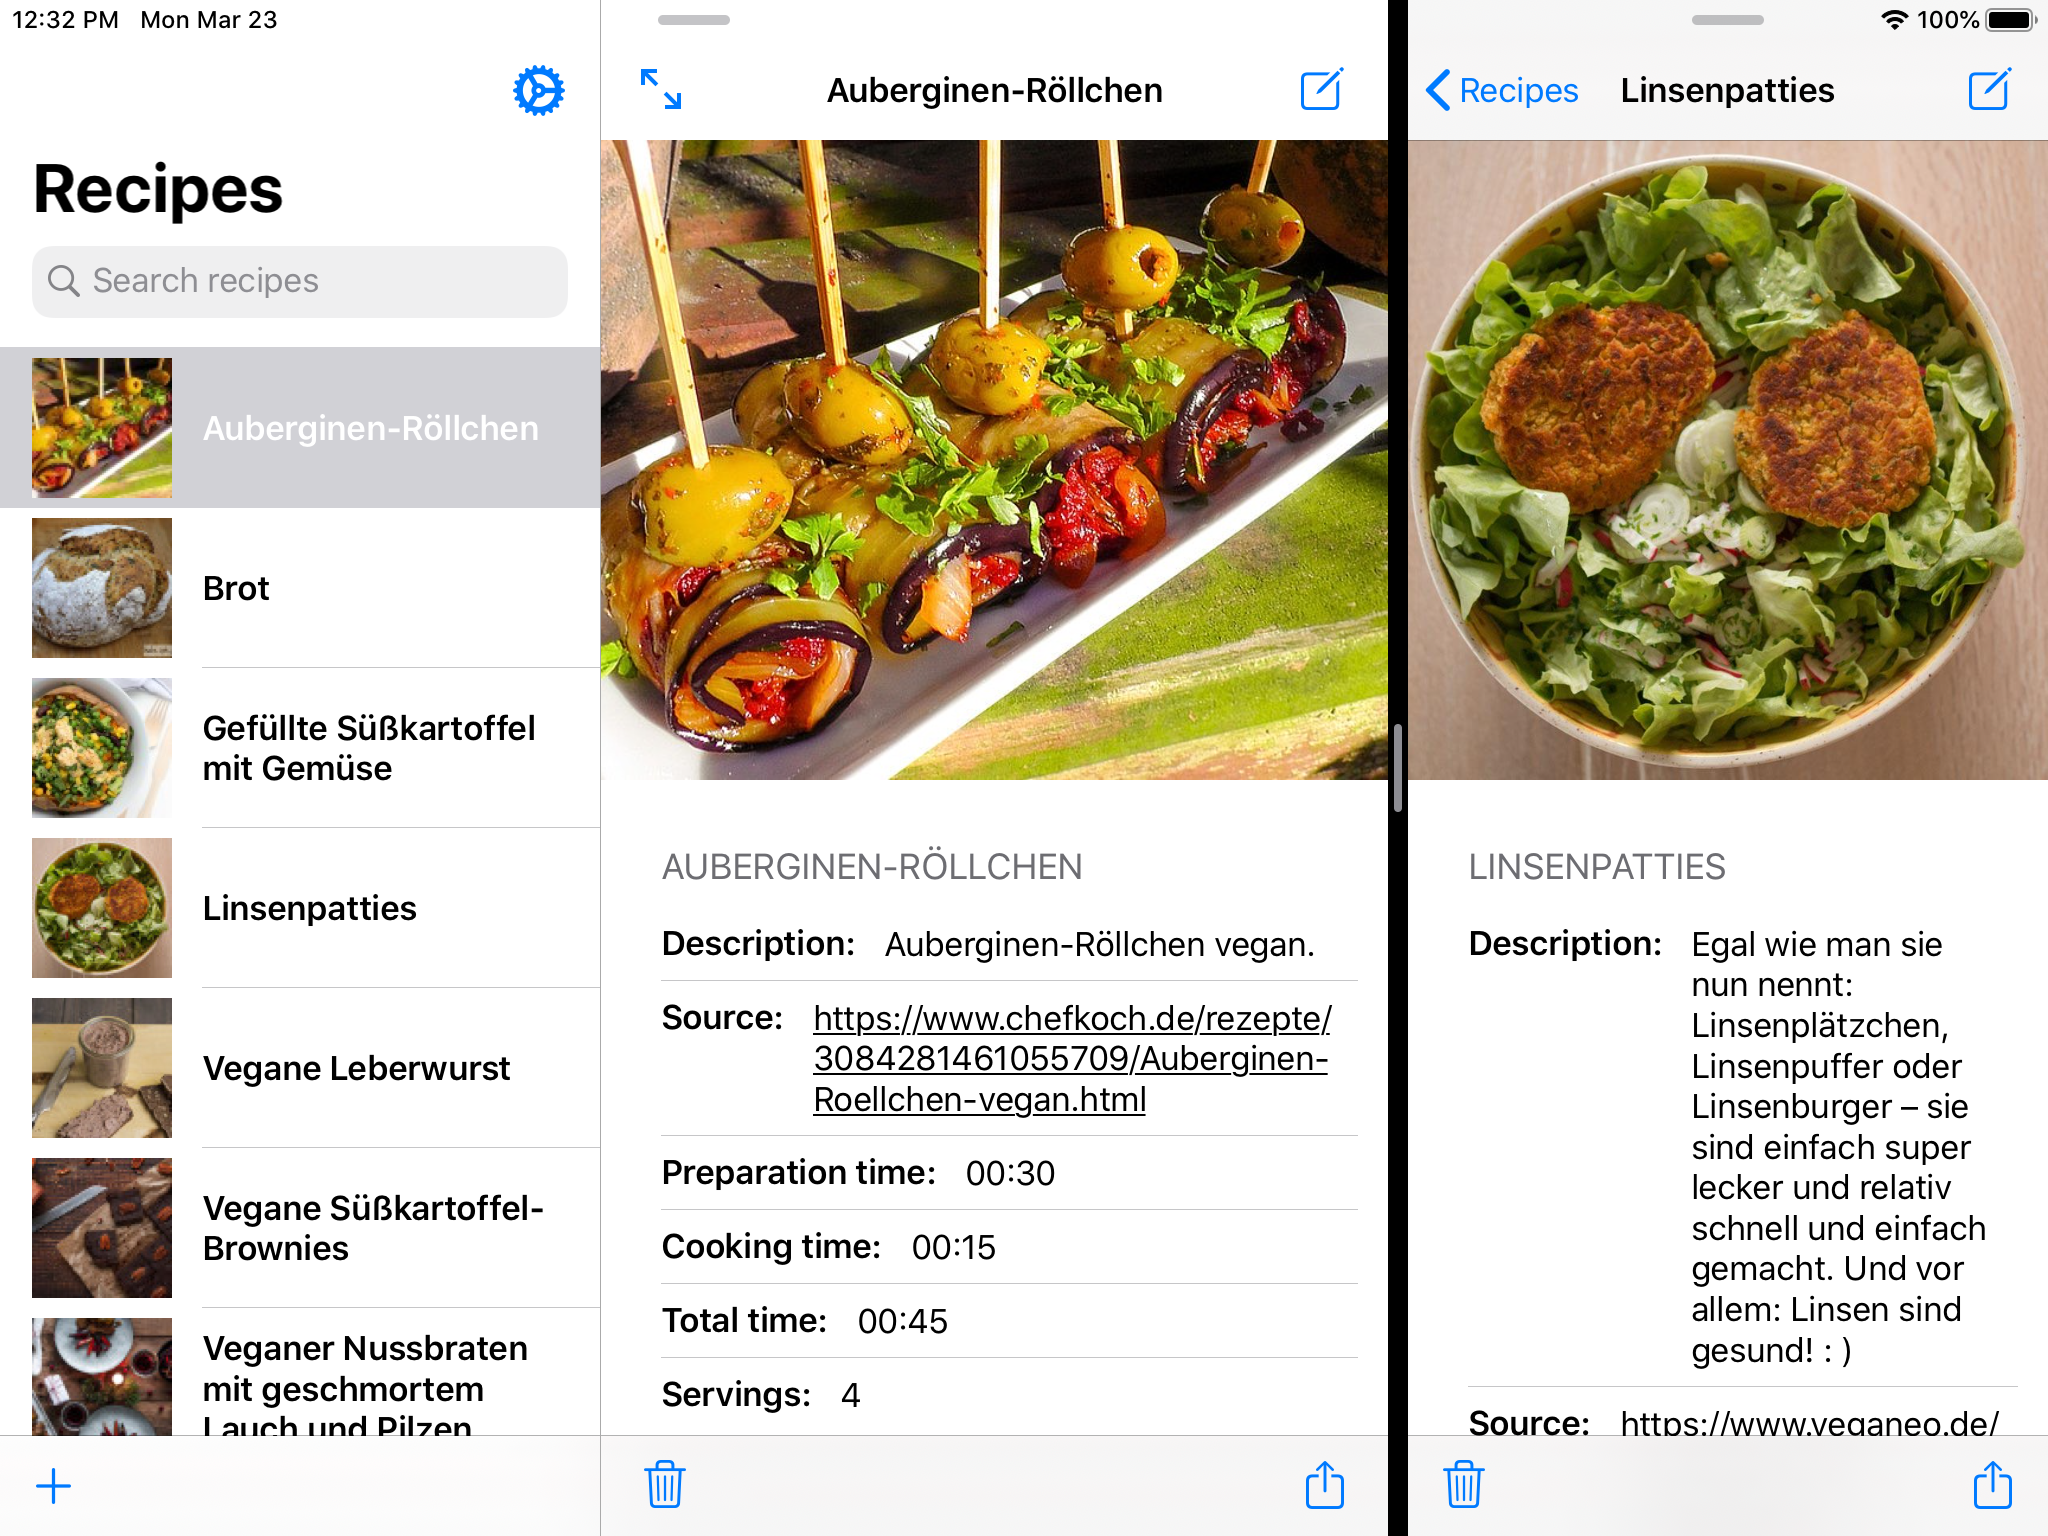 12:32 PM Mon Mar 23
100%
Recipes
Search recipes
Auberginen-Röllchen
Brot
Gefüllte Süßkartoffel
mit Gemüse
Linsenpatties
Vegane Leberwurst
Vegane Süßkartoffel-
Brownies
Veganer Nussbraten
mit geschmortem
Lauch und Pilzen
Auberginen-Röllchen
AUBERGINEN-RÖLLCHEN
Description: Auberginen-Röllchen vegan.
Source: https://www.chefkoch.de/rezepte/
3084281461055709/Auberginen-
Roellchen-vegan.html
Preparation time: 00:30
Cooking time: 00:15
Total time: 00:45
Servings: 4
Recipes Linsenpatties
LINSENPATTIES
Description: Egal wie man sie
nun nennt:
Linsenplätzchen,
Linsenpuffer oder
Linsenburger – sie
sind einfach super
lecker und relativ
schnell und einfach
gemacht. Und vor
allem: Linsen sind
gesund! : )
Source: https://www.veganeo.de/